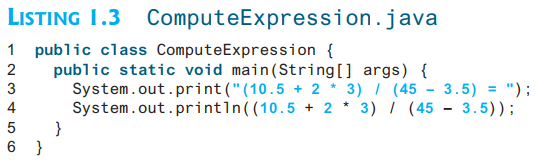 LISTING 1.3 ComputeExpression.java
1 public class ComputeExpression {
2   public static void main(String[] args) {
3     System.out.print("(10.5 + 2 * 3) / (45 – 3.5) = ");
4     System.out.println((10.5 + 2 * 3) / (45 – 3.5));
5   }
6 }